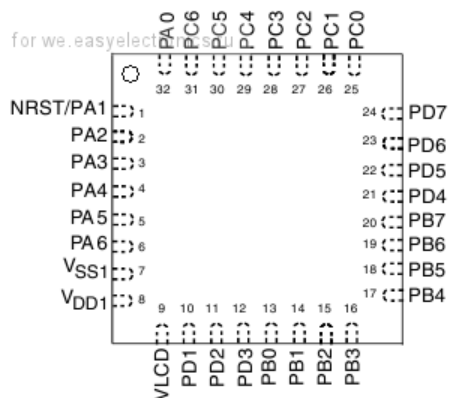 for we.easyelectronics.ru
PA0 PC6 PC5 PC4 PC3 PC2 PC1 PC0
32 31 30 29 28 27 26 25
NRST/PA1 1
PA2 2
PA3 3
PA4 4
PA5 5
PA6 6
VSS1 7
VDD1 8
24 PD7
23 PD6
22 PD5
21 PD4
20 PB7
19 PB6
18 PB5
17 PB4
9 10 11 12 13 14 15 16
VLCD PD1 PD2 PD3 PB0 PB1 PB2 PB3